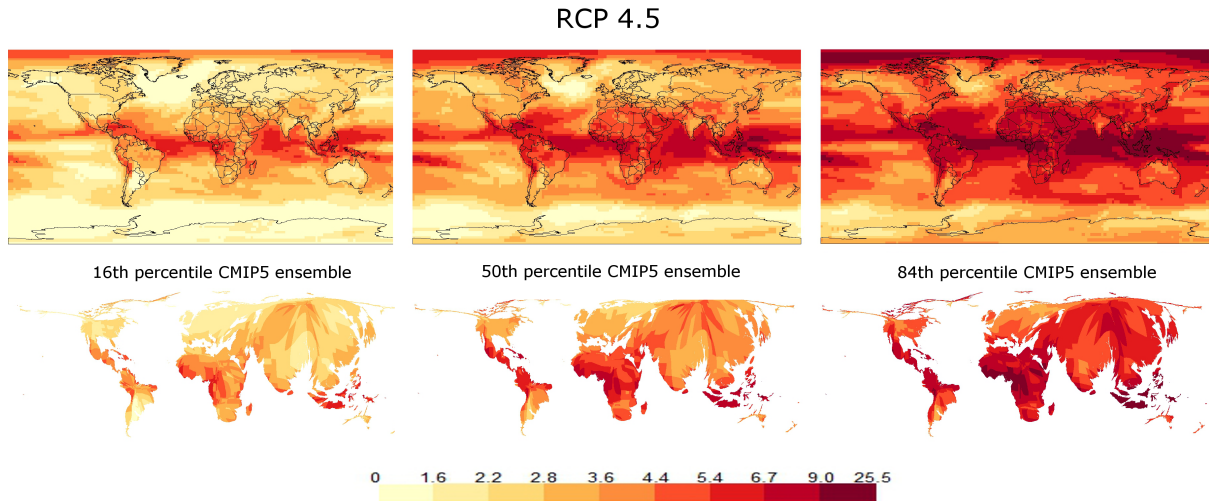 RCP 4.5
16th percentile CMIP5 ensemble
50th percentile CMIP5 ensemble
84th percentile CMIP5 ensemble
0 1.6 2.2 2.8 3.6 4.4 5.4 6.7 9.0 25.5